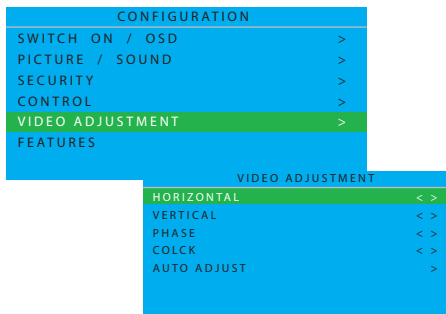 CONFIGURATION
SWITCH ON / OSD >
PICTURE / SOUND >
SECURITY >
CONTROL >
VIDEO ADJUSTMENT >
FEATURES
VIDEO ADJUSTMENT
HORIZONTAL < >
VERTICAL < >
PHASE < >
COLCK < >
AUTO ADJUST >